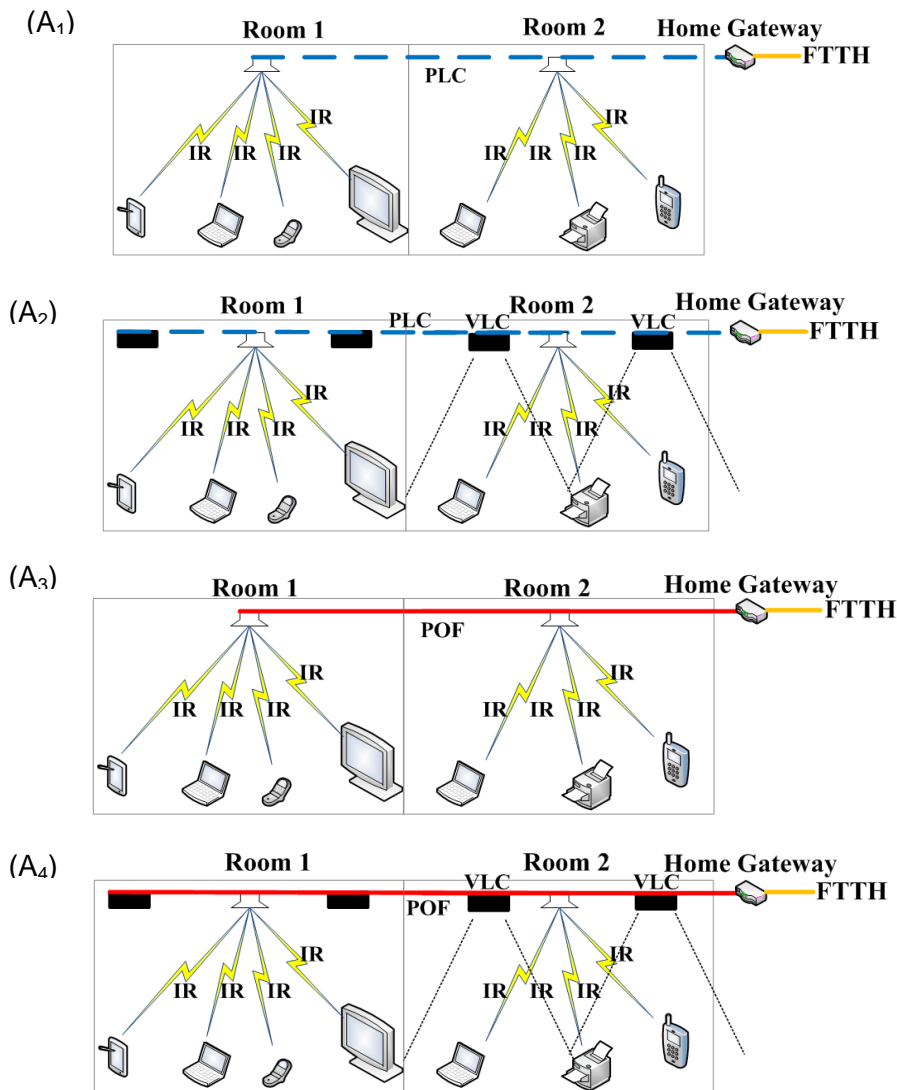 (A₁)
Room 1 Room 2 Home Gateway
FTTH
PLC
IR IR
IR IR IR IR IR IR
(A₂)
Room 1 Room 2 Home Gateway
PLC VLC VLC
FTTH
IR IR
IR IR IR IR IR
(A₃)
Room 1 Room 2 Home Gateway
FTTH
POF
IR IR
IR IR IR IR IR
(A₄)
Room 1 Room 2 Home Gateway
VLC VLC
FTTH
POF
IR IR
IR IR IR IR IR